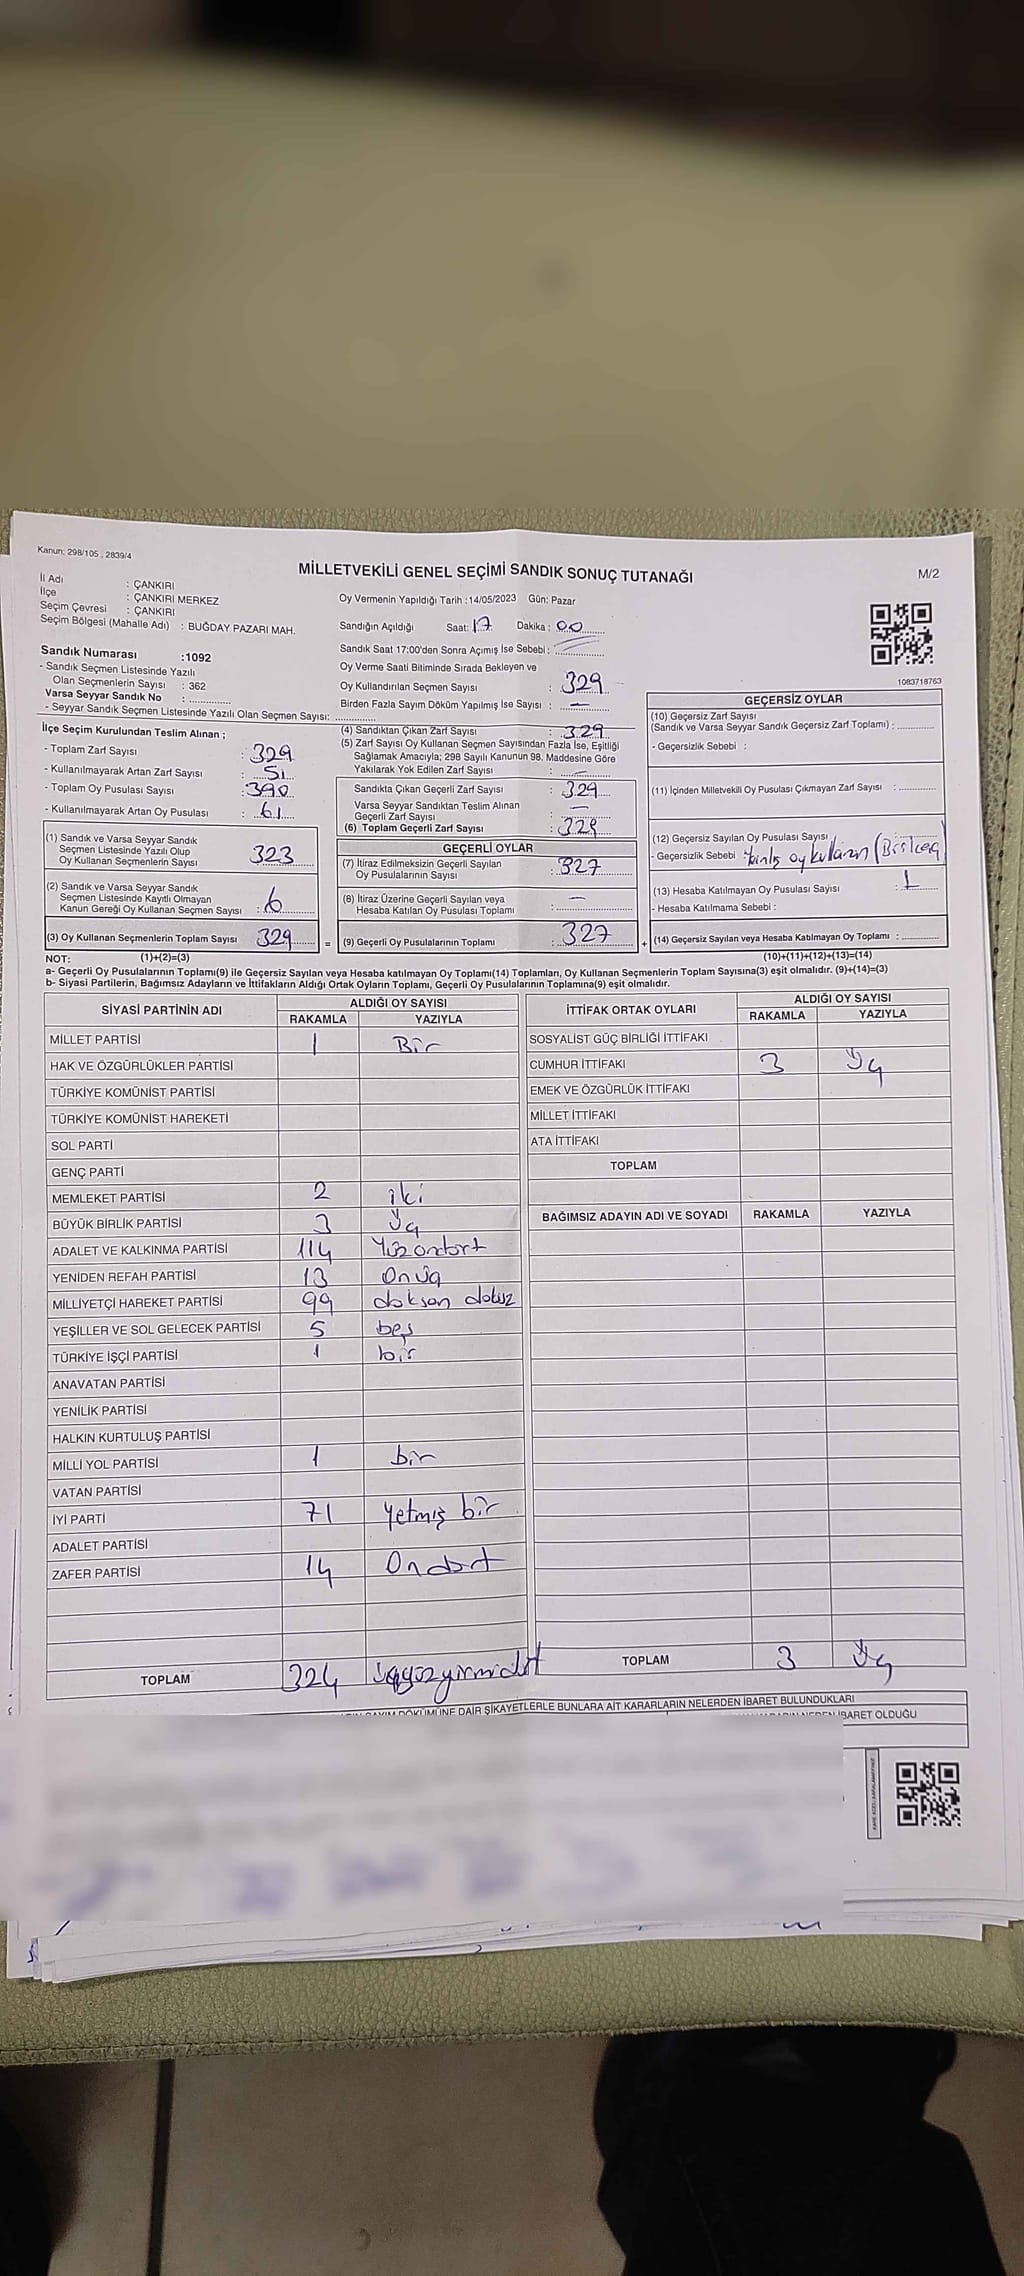 Kanun; 298/105 , 2839/4
MİLLETVEKİLİ GENEL SEÇİMİ SANDIK SONUÇ TUTANAĞI
M/2
İl Adı : ÇANKIRI
İlçe : ÇANKIRI MERKEZ
Seçim Çevresi : ÇANKIRI
Seçim Bölgesi (Mahalle Adı) : BUĞDAY PAZARI MAH.
Sandık Numarası :1092
- Sandık Seçmen Listesinde Yazılı
Olan Seçmenlerin Sayısı : 362
Varsa Seyyar Sandık No :
- Seyyar Sandık Seçmen Listesinde Yazılı Olan Seçmen Sayısı:
Oy Vermenin Yapıldığı Tarih :14/05/2023 Gün: Pazar
Sandığın Açıldığı Saat: 17 Dakika : 00
Sandık Saat 17:00'den Sonra Açımış İse Sebebi :
Oy Verme Saati Bitiminde Sırada Bekleyen ve
Oy Kullandırılan Seçmen Sayısı : 329
Birden Fazla Sayım Döküm Yapılmış İse Sayısı : —
1083718763
İlçe Seçim Kurulundan Teslim Alınan ;
- Toplam Zarf Sayısı : 329
- Kullanılmayarak Artan Zarf Sayısı : 51
- Toplam Oy Pusulası Sayısı : 390
- Kullanılmayarak Artan Oy Pusulası : 61
(1) Sandık ve Varsa Seyyar Sandık
Seçmen Listesinde Yazılı Olup
Oy Kullanan Seçmenlerin Sayısı 323
(2) Sandık ve Varsa Seyyar Sandık
Seçmen Listesinde Kayıtlı Olmayan
Kanun Gereği Oy Kullanan Seçmen Sayısı : 6
(3) Oy Kullanan Seçmenlerin Toplam Sayısı 329 =
(4) Sandıktan Çıkan Zarf Sayısı : 329
(5) Zarf Sayısı Oy Kullanan Seçmen Sayısından Fazla İse, Eşitliği
Sağlamak Amacıyla; 298 Sayılı Kanunun 98. Maddesine Göre
Yakılarak Yok Edilen Zarf Sayısı : —
Sandıkta Çıkan Geçerli Zarf Sayısı : 329
Varsa Seyyar Sandıktan Teslim Alınan
Geçerli Zarf Sayısı : —
(6) Toplam Geçerli Zarf Sayısı : 329
GEÇERLİ OYLAR
(7) İtiraz Edilmeksizin Geçerli Sayılan
Oy Pusulalarının Sayısı : 327
(8) İtiraz Üzerine Geçerli Sayılan veya
Hesaba Katılan Oy Pusulası Toplamı : —
(9) Geçerli Oy Pusulalarının Toplamı : 327 +
GEÇERSİZ OYLAR
(10) Geçersiz Zarf Sayısı
(Sandık ve Varsa Seyyar Sandık Geçersiz Zarf Toplamı) :
- Geçersizlik Sebebi :
(11) İçinden Milletvekili Oy Pusulası Çıkmayan Zarf Sayısı :
(12) Geçersiz Sayılan Oy Pusulası Sayısı
- Geçersizlik Sebebi
(13) Hesaba Katılmayan Oy Pusulası Sayısı : 1
- Hesaba Katılmama Sebebi :
(14) Geçersiz Sayılan veya Hesaba Katılmayan Oy Toplamı :
NOT: (1)+(2)=(3) (10)+(11)+(12)+(13)=(14)
a- Geçerli Oy Pusulalarının Toplamı(9) ile Geçersiz Sayılan veya Hesaba katılmayan Oy Toplamı(14) Toplamları, Oy Kullanan Seçmenlerin Toplam Sayısına(3) eşit olmalıdır. (9)+(14)=(3)
b- Siyasi Partilerin, Bağımsız Adayların ve İttifakların Aldığı Oyların Toplamı, Geçerli Oy Pusulalarının Toplamına(9) eşit olmalıdır.
SİYASİ PARTİNİN ADI ALDIĞI OY SAYISI
RAKAMLA YAZIYLA
MİLLET PARTİSİ 1 Bir
HAK VE ÖZGÜRLÜKLER PARTİSİ
TÜRKİYE KOMÜNİST PARTİSİ
TÜRKİYE KOMÜNİST HAREKETİ
SOL PARTİ
GENÇ PARTİ
MEMLEKET PARTİSİ 2 iki
BÜYÜK BİRLİK PARTİSİ 3 Üç
ADALET VE KALKINMA PARTİSİ 114 Yüzondört
YENİDEN REFAH PARTİSİ 13 Onüç
MİLLİYETÇİ HAREKET PARTİSİ 99 doksan dokuz
YEŞİLLER VE SOL GELECEK PARTİSİ 5 beş
TÜRKİYE İŞÇİ PARTİSİ 1 bir
ANAVATAN PARTİSİ
YENİLİK PARTİSİ
HALKIN KURTULUŞ PARTİSİ
MİLLİ YOL PARTİSİ 1 bir
VATAN PARTİSİ
İYİ PARTİ 71 Yetmiş bir
ADALET PARTİSİ
ZAFER PARTİSİ 14 Ondört
TOPLAM 324 üçyüzyirmidört
İTTİFAK ORTAK OYLARI ALDIĞI OY SAYISI
RAKAMLA YAZIYLA
SOSYALİST GÜÇ BİRLİĞİ İTTİFAKI
CUMHUR İTTİFAKI 3 Üç
EMEK VE ÖZGÜRLÜK İTTİFAKI
MİLLET İTTİFAKI
ATA İTTİFAKI
TOPLAM
BAĞIMSIZ ADAYIN ADI VE SOYADI RAKAMLA YAZIYLA
TOPLAM 3 Üç
DÖKÜMÜNE DAİR ŞİKAYETLERLE BUNLARA AİT KARARLARIN NELERDEN İBARET BULUNDUKLARI
İBARET OLDUĞU